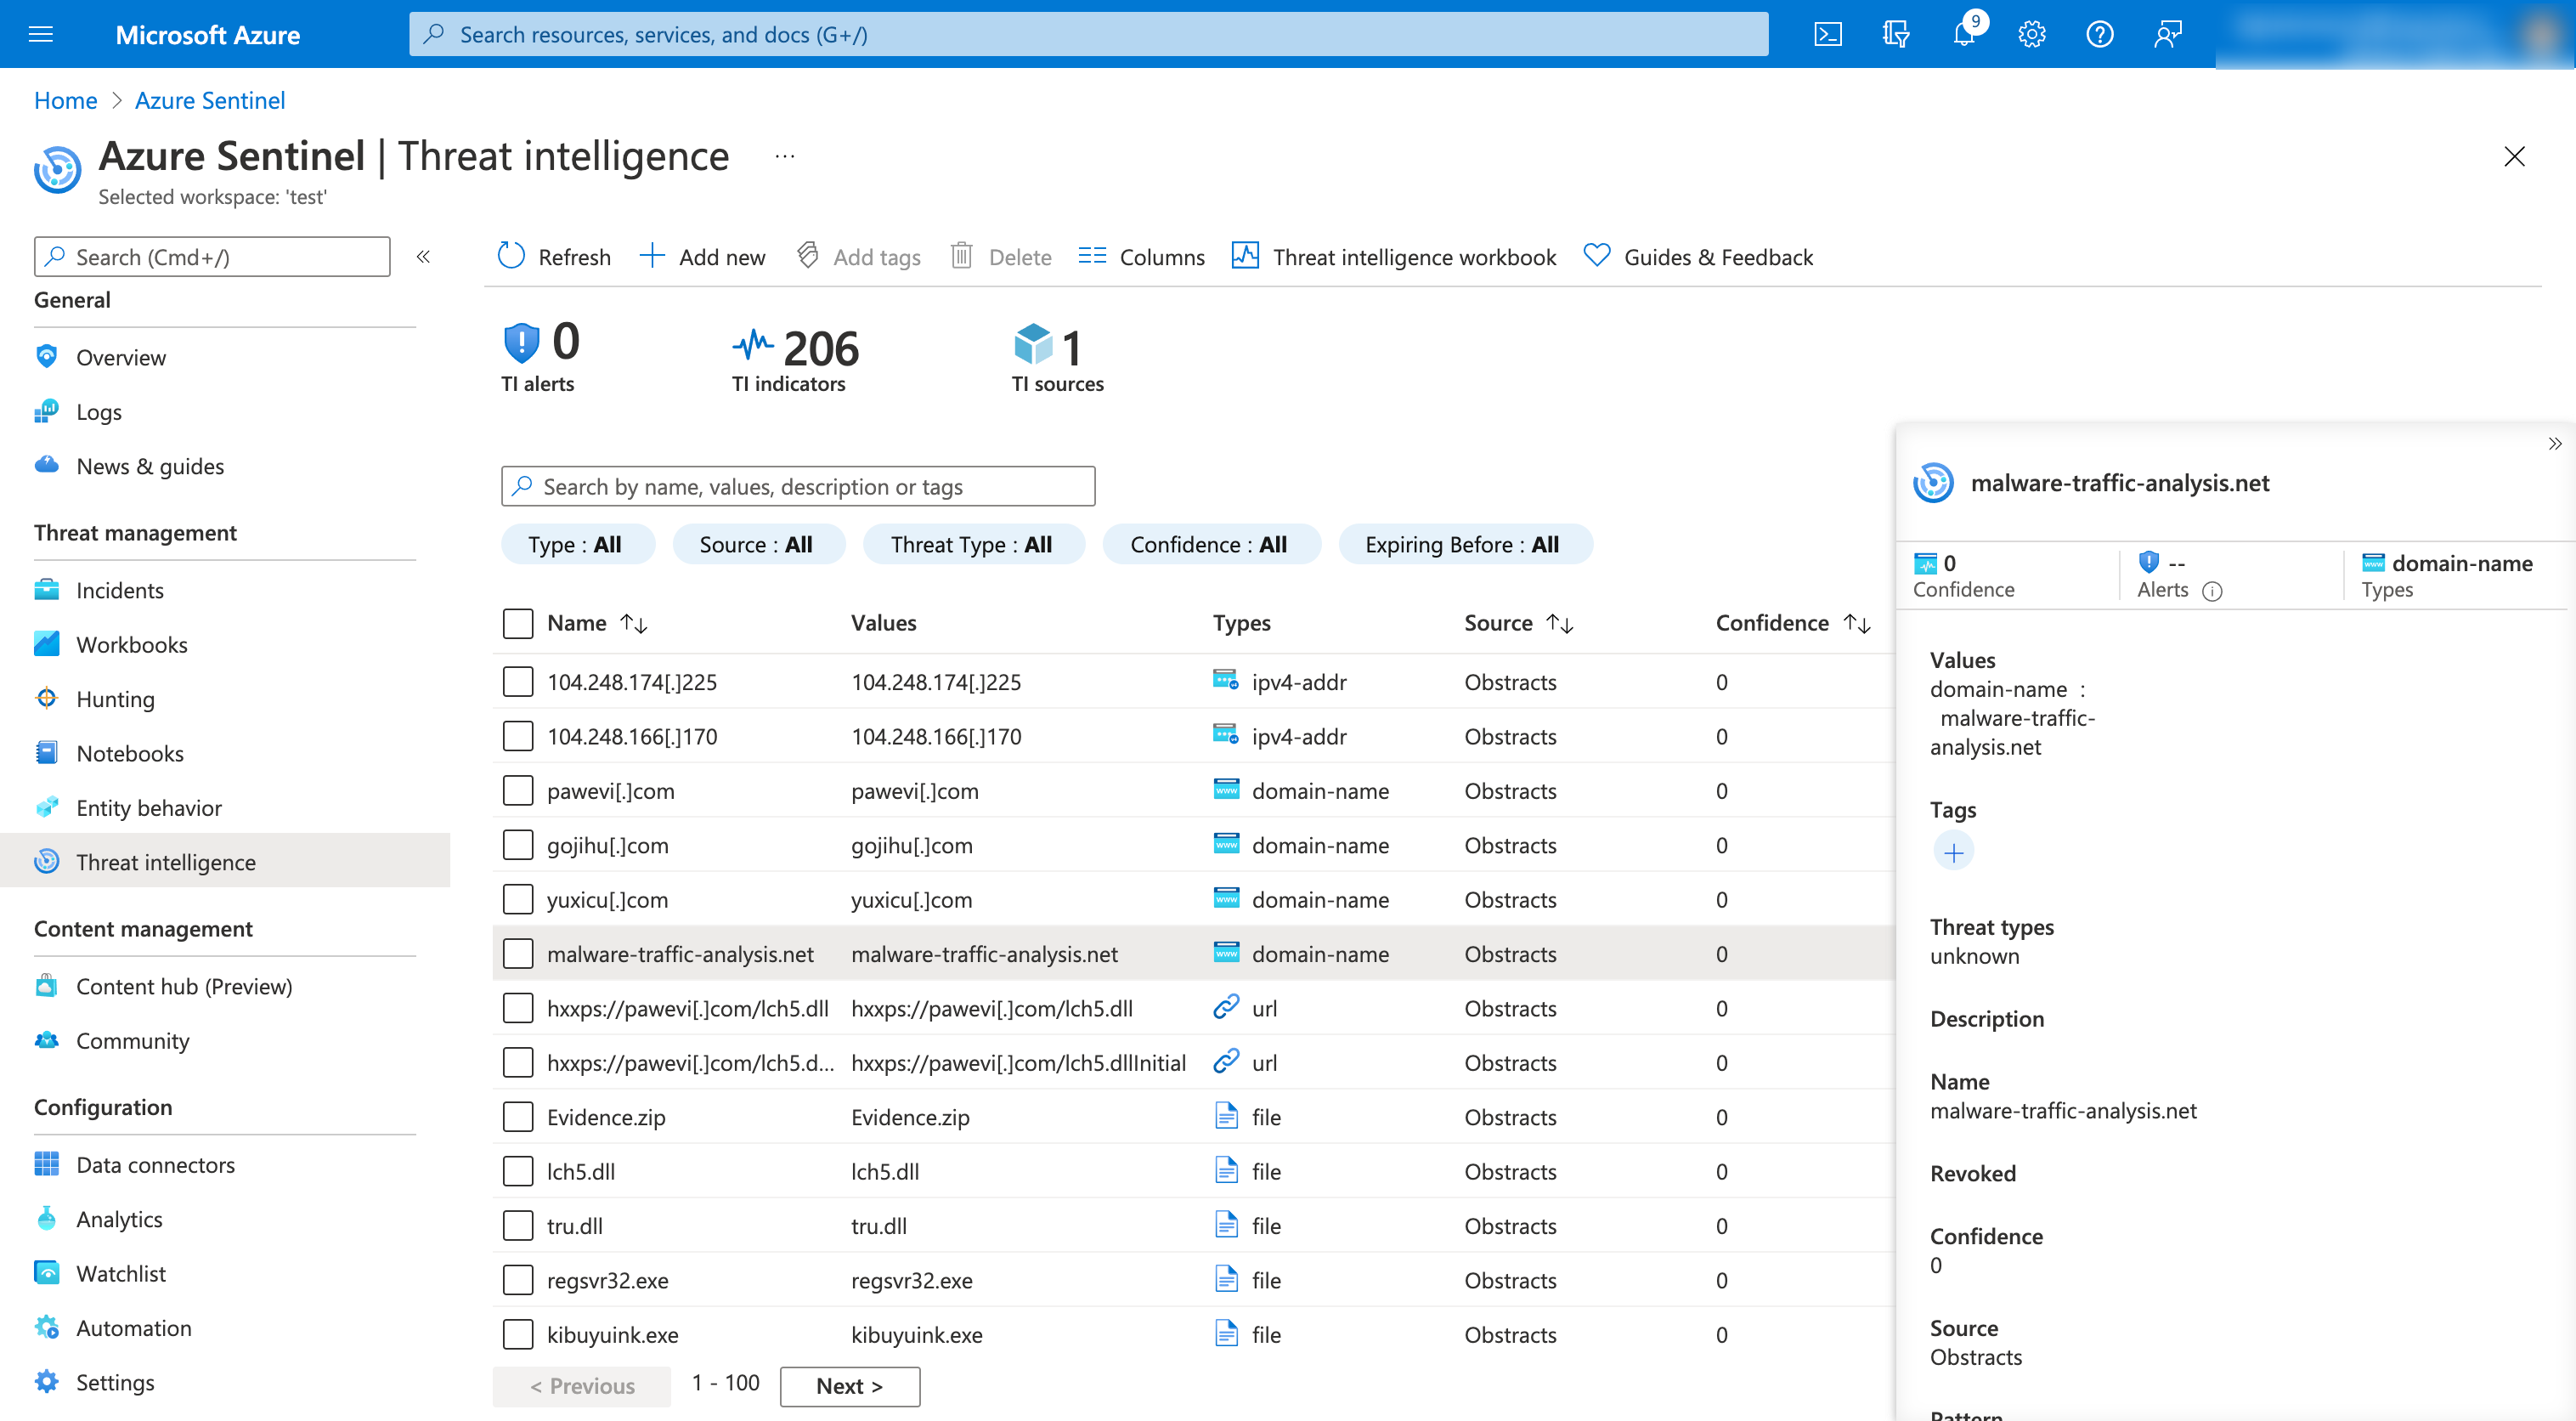 Microsoft Azure
Search resources, services, and docs (G+/)
9
Home > Azure Sentinel
Azure Sentinel | Threat intelligence ...
Selected workspace: 'test'
Search (Cmd+/)
«
General
Overview
Logs
News & guides
Threat management
Incidents
Workbooks
Hunting
Notebooks
Entity behavior
Threat intelligence
Content management
Content hub (Preview)
Community
Configuration
Data connectors
Analytics
Watchlist
Automation
Settings
Refresh Add new Add tags Delete Columns Threat intelligence workbook Guides & Feedback
0 206 1
TI alerts TI indicators TI sources
Search by name, values, description or tags
Type : All Source : All Threat Type : All Confidence : All Expiring Before : All
Name ↑↓ Values Types Source ↑↓ Confidence ↑↓
104.248.174[.]225 104.248.174[.]225 ipv4-addr Obstracts 0
104.248.166[.]170 104.248.166[.]170 ipv4-addr Obstracts 0
pawevi[.]com pawevi[.]com domain-name Obstracts 0
gojihu[.]com gojihu[.]com domain-name Obstracts 0
yuxicu[.]com yuxicu[.]com domain-name Obstracts 0
malware-traffic-analysis.net malware-traffic-analysis.net domain-name Obstracts 0
hxxps://pawevi[.]com/lch5.dll hxxps://pawevi[.]com/lch5.dll url Obstracts 0
hxxps://pawevi[.]com/lch5.d... hxxps://pawevi[.]com/lch5.dllInitial url Obstracts 0
Evidence.zip Evidence.zip file Obstracts 0
lch5.dll lch5.dll file Obstracts 0
tru.dll tru.dll file Obstracts 0
regsvr32.exe regsvr32.exe file Obstracts 0
kibuyuink.exe kibuyuink.exe file Obstracts 0
< Previous 1 - 100 Next >
»
malware-traffic-analysis.net
0 -- domain-name
Confidence Alerts Types
Values
domain-name :
malware-traffic-
analysis.net
Tags
+
Threat types
unknown
Description
Name
malware-traffic-analysis.net
Revoked
Confidence
0
Source
Obstracts
Pattern